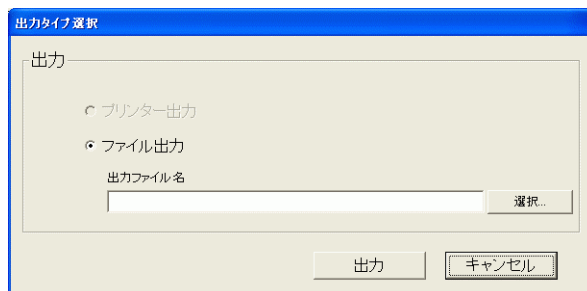 出力タイプ選択
出力
プリンター出力
ファイル出力
出力ファイル名
選択...
出力
キャンセル